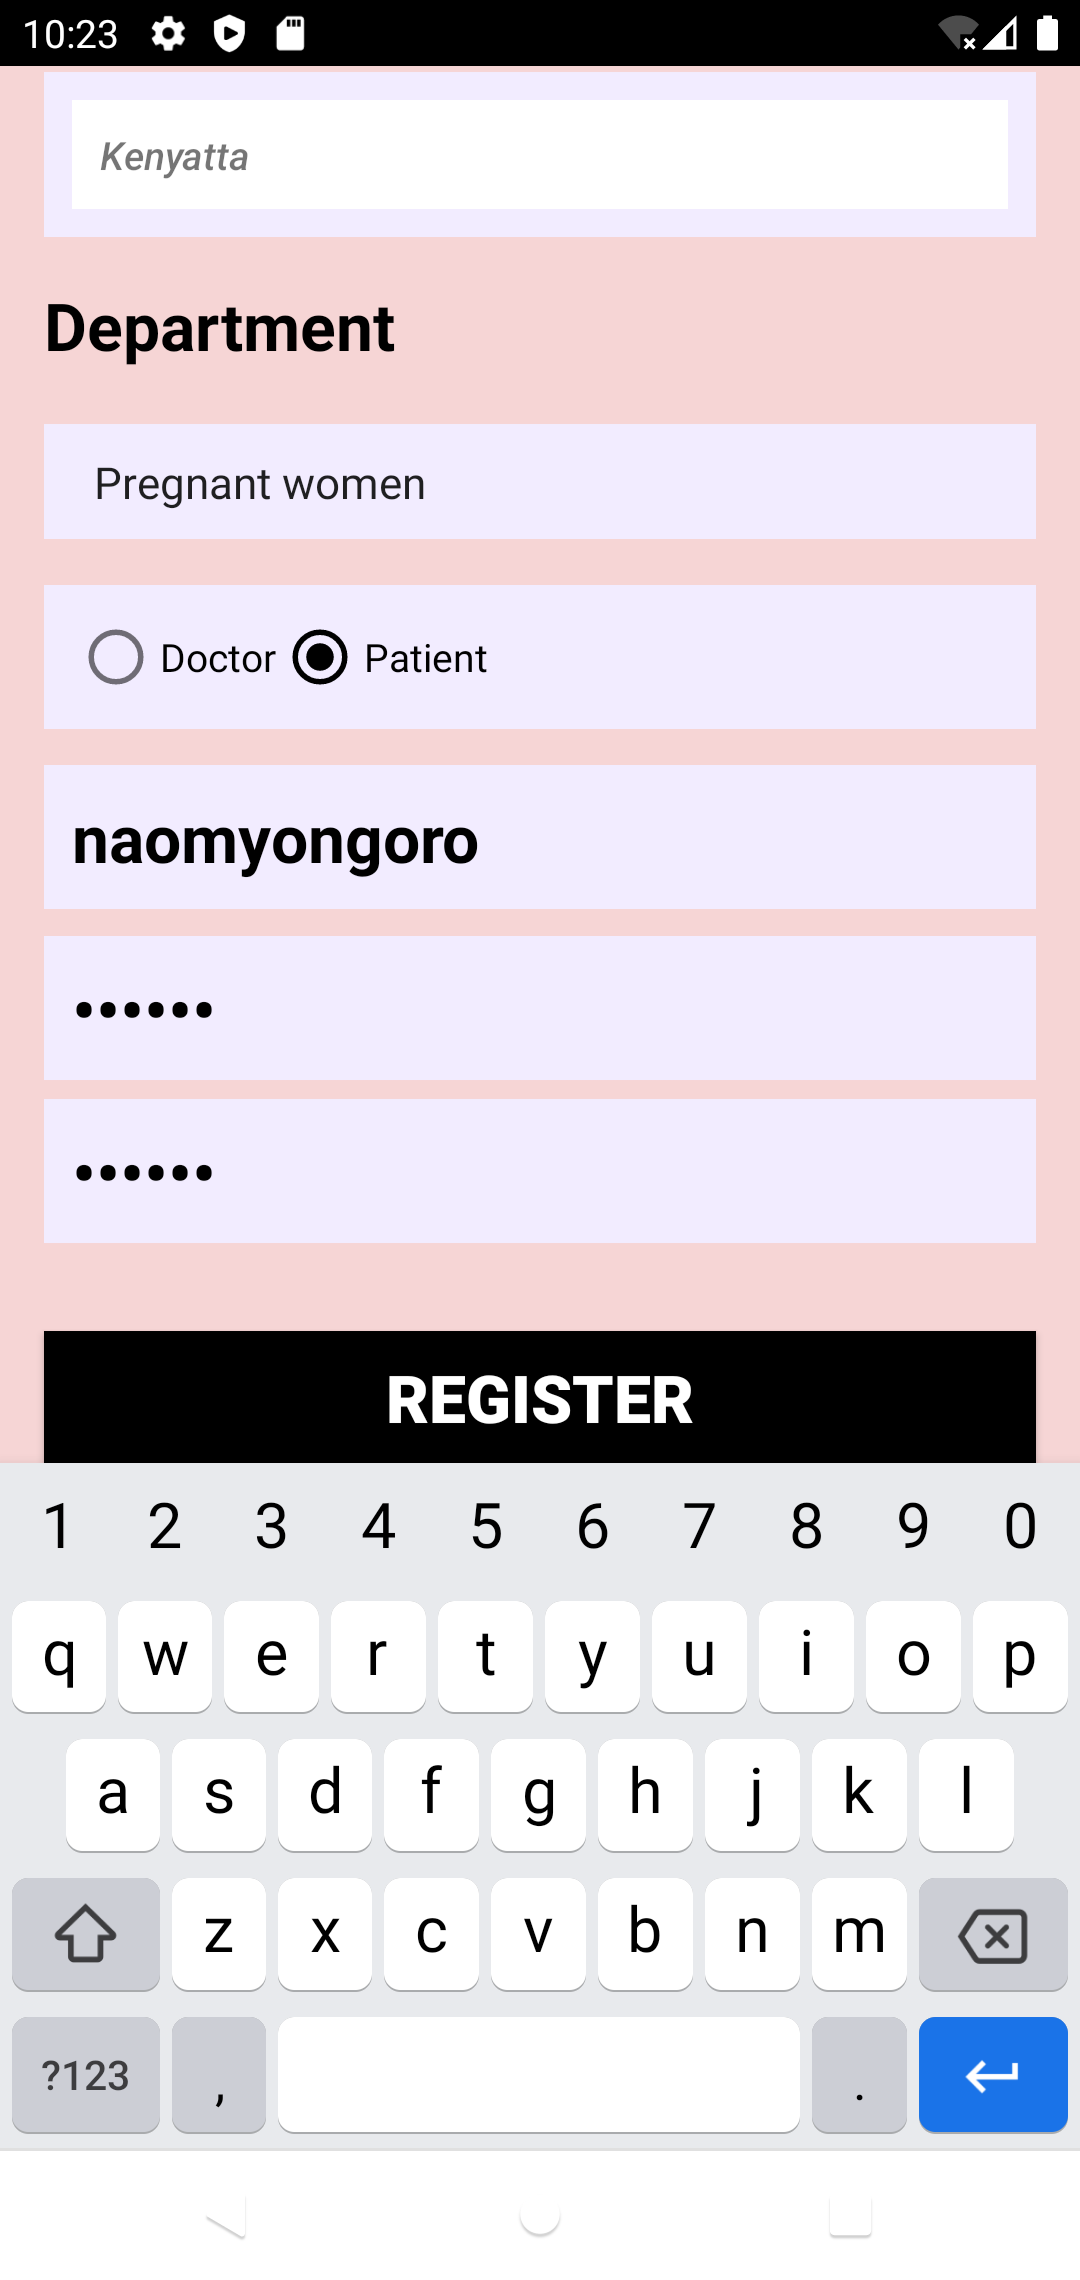 10:23
Kenyatta
Department
Pregnant women
Doctor Patient
naomyongoro
••••••
••••••
REGISTER
1 2 3 4 5 6 7 8 9 0
q w e r t y u i o p
a s d f g h j k l
z x c v b n m
?123 , .